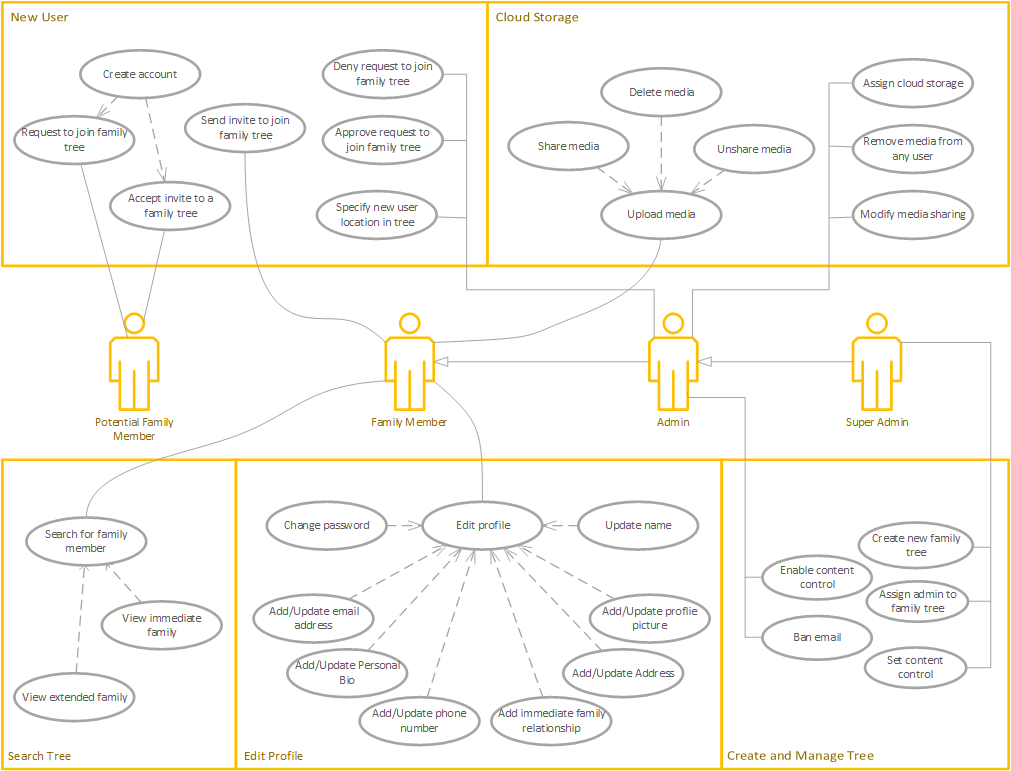 New User
Create account
Request to join family
tree
Accept invite to a
family tree
Send invite to join
family tree
Deny request to join
family tree
Approve request to
join family tree
Specify new user
location in tree
Cloud Storage
Delete media
Share media
Unshare media
Upload media
Assign cloud storage
Remove media from
any user
Modify media sharing
Potential Family
Member
Family Member
Admin
Super Admin
Search for family
member
View immediate
family
View extended family
Search Tree
Change password
Edit profile
Update name
Add/Update email
address
Add/Update proflie
picture
Add/Update Personal
Bio
Add/Update Address
Add/Update phone
number
Add immediate family
relationship
Edit Profile
Create new family
tree
Enable content
control
Assign admin to
family tree
Ban email
Set content
control
Create and Manage Tree